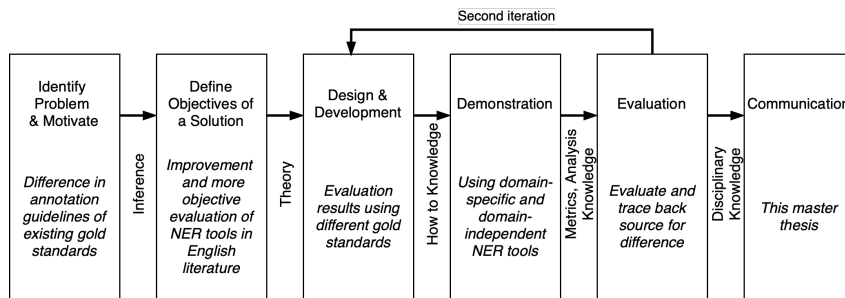 Second iteration
Identify
Problem
& Motivate
Difference in
annotation
guidelines of
existing gold
standards
Inference
Define
Objectives of
a Solution
Improvement
and more
objective
evaluation of
NER tools in
English
literature
Theory
Design &
Development
Evaluation
results using
different gold
standards
How to Knowledge
Demonstration
Using domain-
specific and
domain-
independent
NER tools
Metrics, Analysis
Knowledge
Evaluation
Evaluate and
trace back
source for
difference
Disciplinary
Knowledge
Communication
This master
thesis